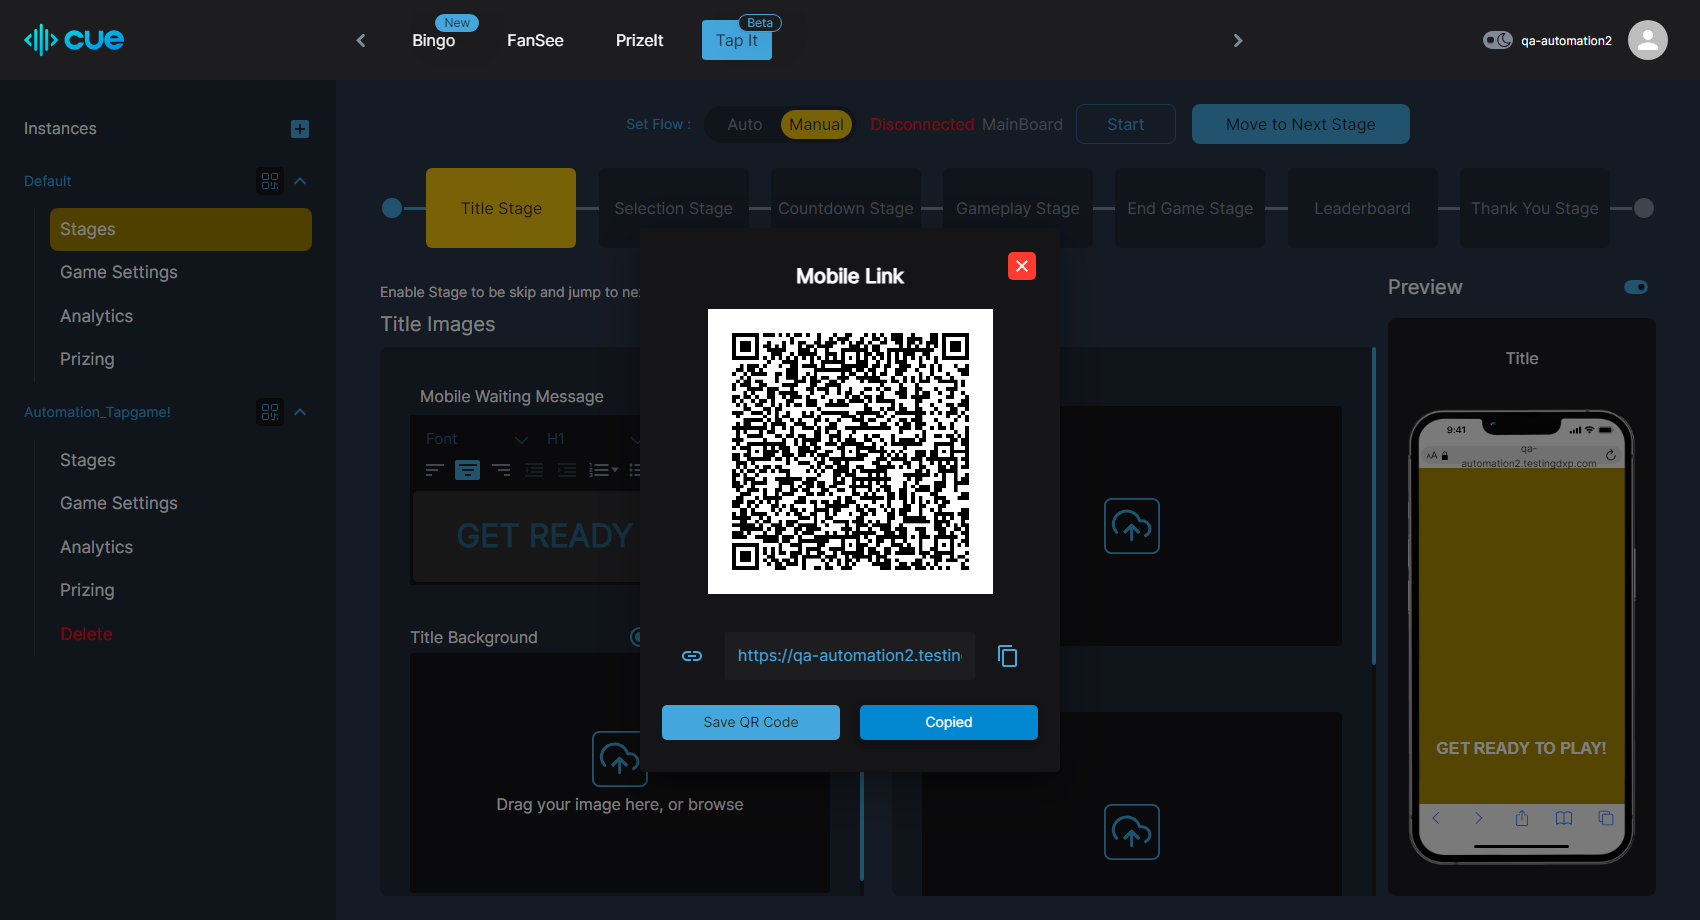 cue
New
Bingo
FanSee
PrizeIt
Beta
Tap It
qa-automation2
Instances
Default
Stages
Game Settings
Analytics
Prizing
Automation_Tapgame!
Stages
Game Settings
Analytics
Prizing
Delete
Set Flow :
Auto
Manual
Disconnected MainBoard
Start
Move to Next Stage
Title Stage
Selection Stage
Countdown Stage
Gameplay Stage
End Game Stage
Leaderboard
Thank You Stage
Enable Stage to be skip and jump to
Title Images
Mobile Waiting Message
Font
H1
GET READY
Title Background
Drag your image here, or browse
Mobile Link
https://qa-automation2.testin
Save QR Code
Copied
Preview
Title
9:41
AA
qa-
automation2.testingdxp.com
GET READY TO PLAY!